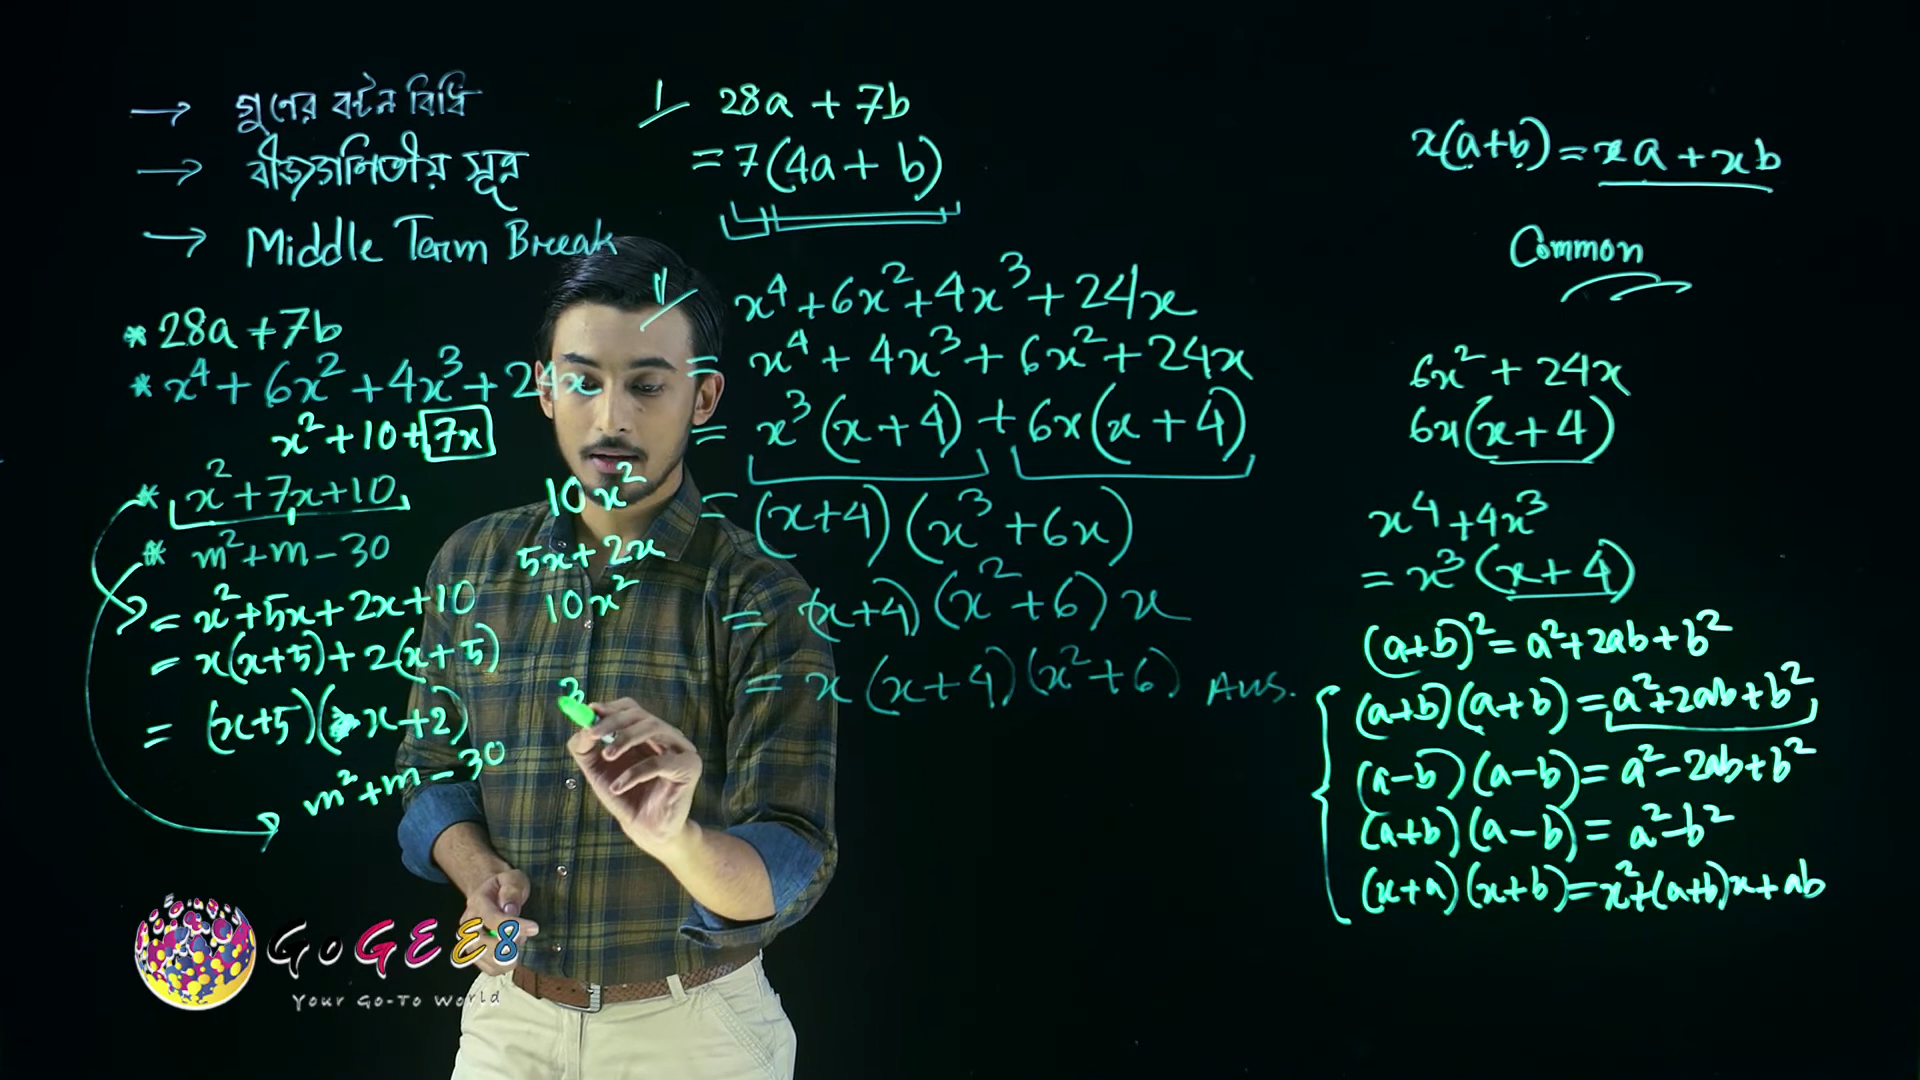 → গুণের বণ্টন বিধি
→ বীজগাণিতীয় সূত্র
→ Middle Term Break
* 28a + 7b
* x⁴ + 6x² + 4x³ + 24x
x² + 10 + 7x
* x² + 7x + 10
* m² + m - 30
= x² + 5x + 2x + 10
= x(x+5) + 2(x+5)
= (x+5)(x+2)
m² + m - 30
10x²
5x + 2x
10x²
3
1 28a + 7b
= 7(4a + b)
11 x⁴ + 6x² + 4x³ + 24x
= x⁴ + 4x³ + 6x² + 24x
= x³(x+4) + 6x(x+4)
= (x+4)(x³+6x)
= (x+4)(x²+6)x
= x(x+4)(x²+6) Ans.
x(a+b) = xa + xb
Common
6x² + 24x
6x(x+4)
x⁴ + 4x³
= x³(x+4)
(a+b)² = a² + 2ab + b²
(a+b)(a+b) = a² + 2ab + b²
(a-b)(a-b) = a² - 2ab + b²
(a+b)(a-b) = a² - b²
(x+a)(x+b) = x² + (a+b)x + ab
GoGEE8
Your Go-To World